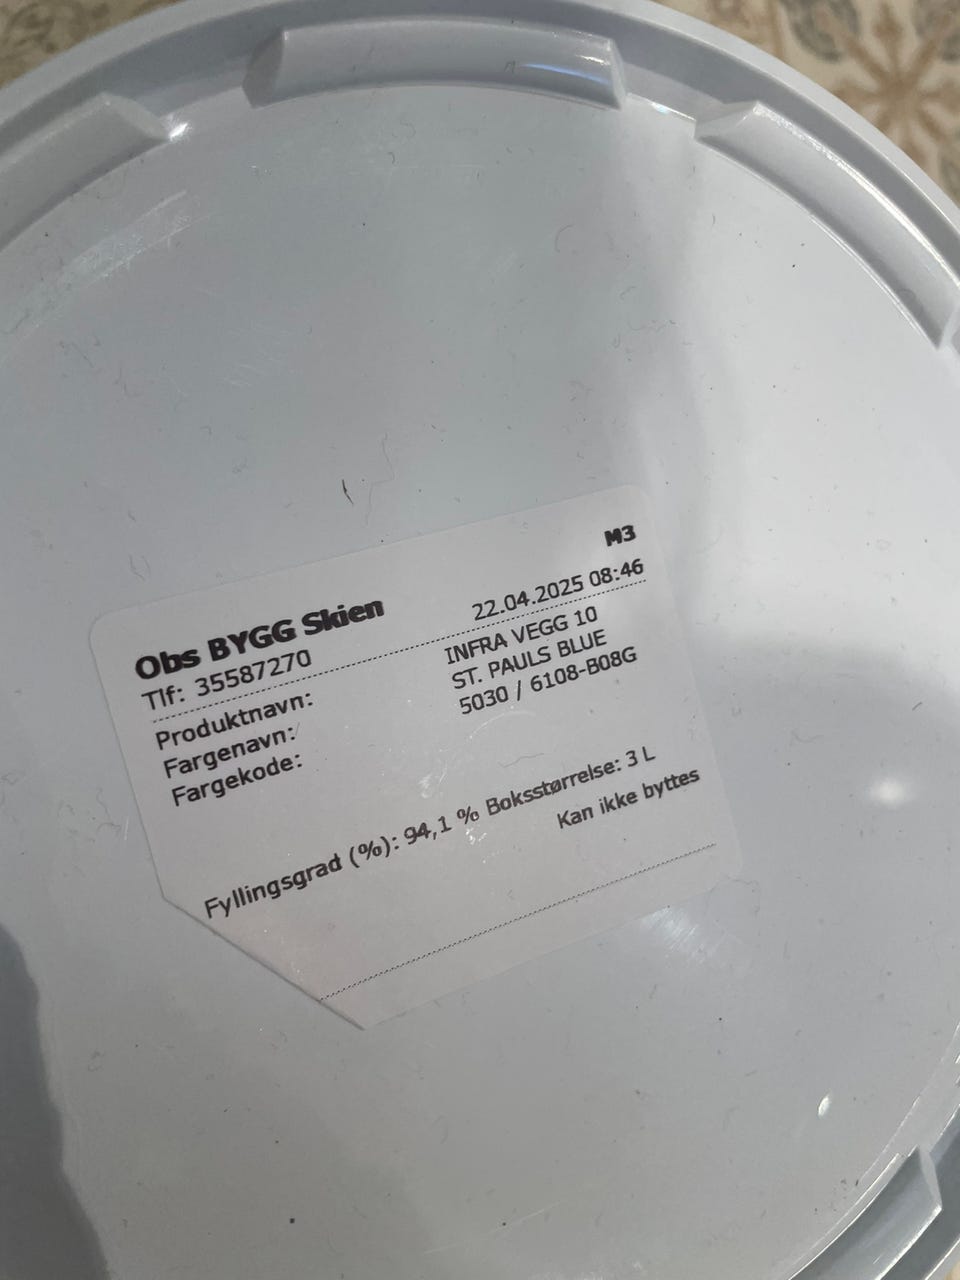 M3
Obs BYGG Skien
Tlf: 35587270 22.04.2025 08:46
Produktnavn: INFRA VEGG 10
Fargenavn: ST. PAULS BLUE
Fargekode: 5030 / 6108-B08G
Fyllingsgrad (%): 94,1 % Boksstørrelse: 3 L
Kan ikke byttes